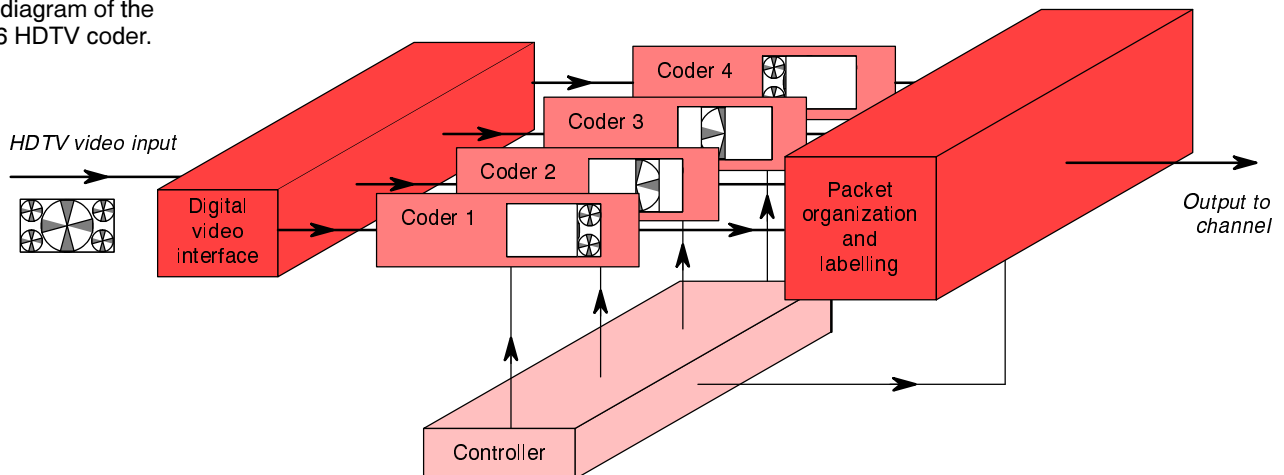 diagram of the
6 HDTV coder.
HDTV video input
Digital
video
interface
Coder 4
Coder 3
Coder 2
Coder 1
Packet
organization
and
labelling
Output to
channel
Controller